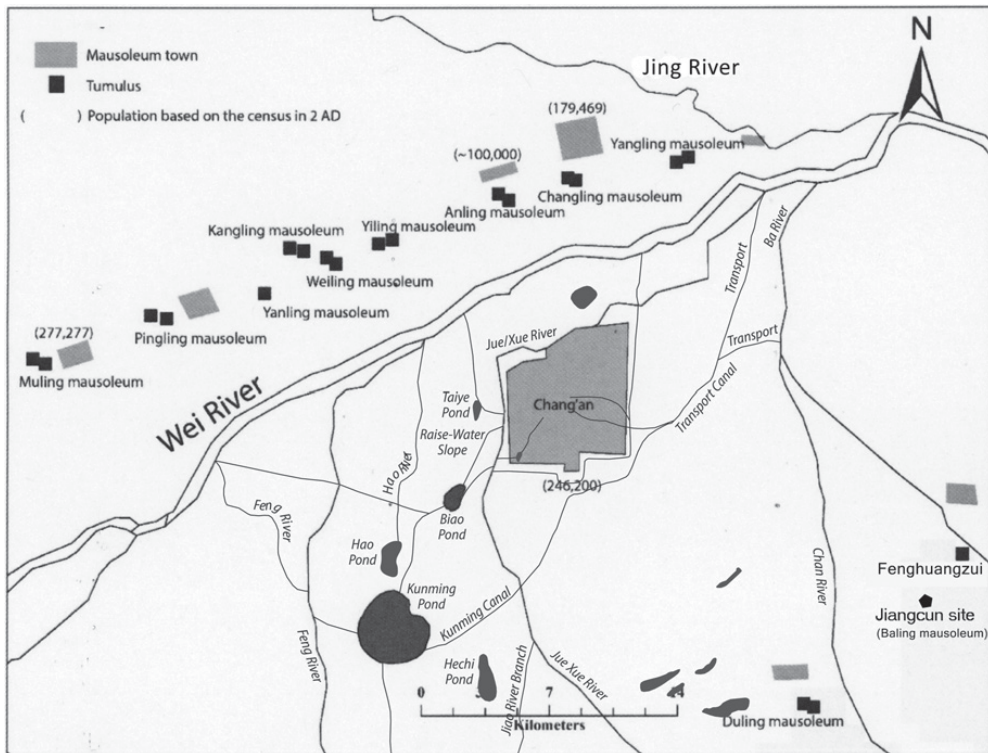 Mausoleum town
Tumulus
( ) Population based on the census in 2 AD
Jing River
N
(179,469)
Yangling mausoleum
(~100,000)
Changling mausoleum
Anling mausoleum
Yiling mausoleum
Kangling mausoleum
Weiling mausoleum
Yanling mausoleum
Pingling mausoleum
(277,277)
Muling mausoleum
Wei River
Ba River
Transport
Transport
Transport Canal
Jue/Xue River
Taiye
Pond
Chang'an
Raise-Water
Slope
(246,200)
Hao River
Biao
Pond
Feng
River
Hao
Pond
Kunming
Pond
Kunming Canal
Feng River
Hechi
Pond
Jiao River Branch
Jue Xue River
Chan River
Fenghuangzui
Jiangcun site
(Baling mausoleum)
Duling mausoleum
0 7 14
Kilometers